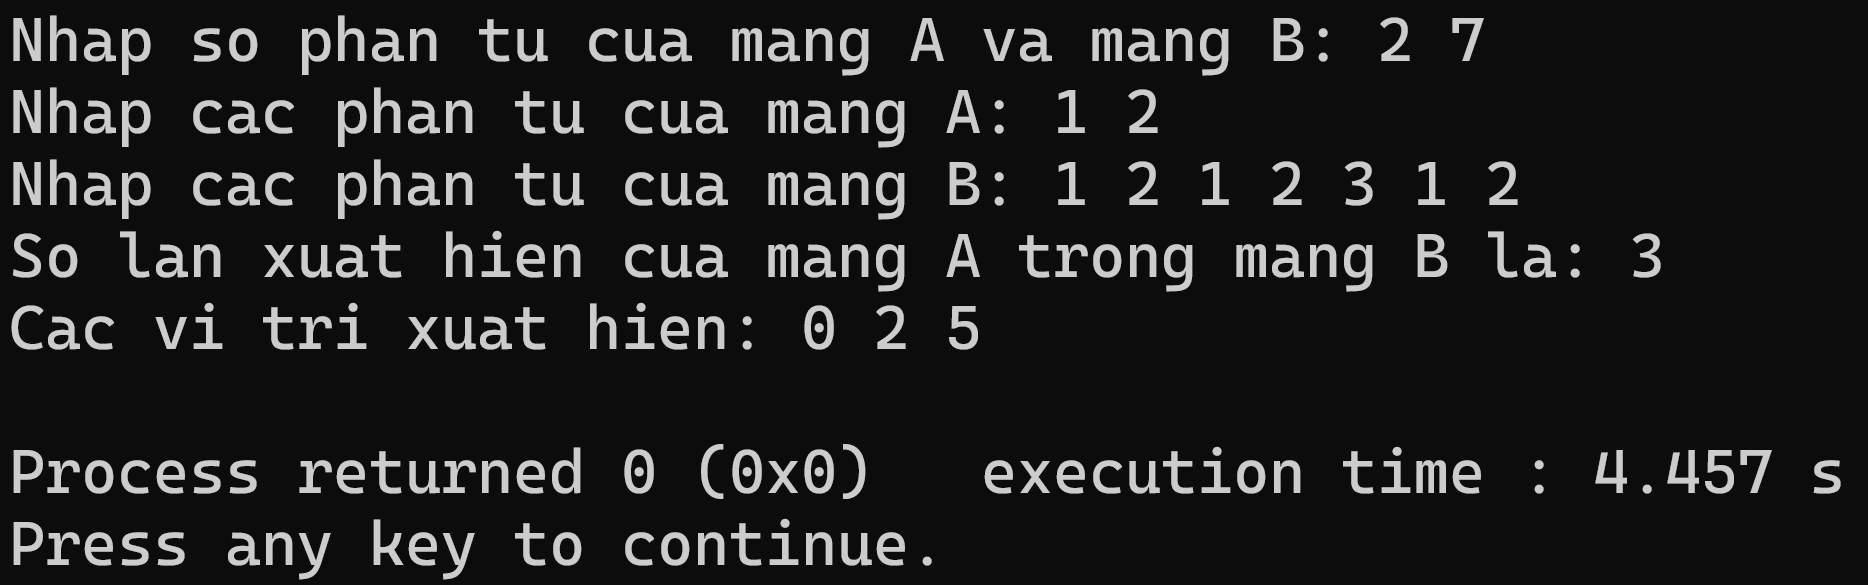 Nhap so phan tu cua mang A va mang B: 2 7
Nhap cac phan tu cua mang A: 1 2
Nhap cac phan tu cua mang B: 1 2 1 2 3 1 2
So lan xuat hien cua mang A trong mang B la: 3
Cac vi tri xuat hien: 0 2 5
Process returned 0 (0x0)   execution time : 4.457 s
Press any key to continue.